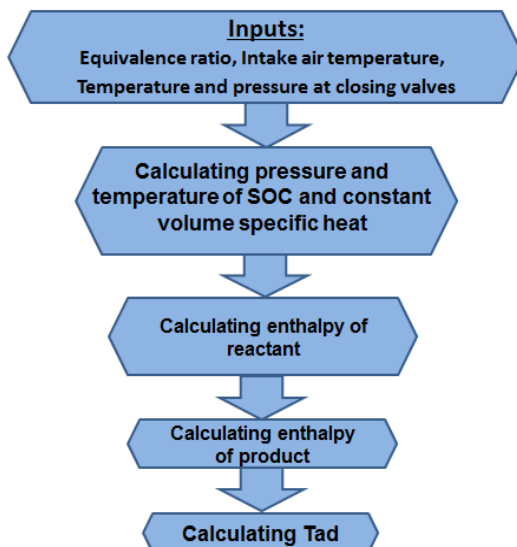 Inputs:
Equivalence ratio, Intake air temperature,
Temperature and pressure at closing valves
Calculating pressure and
temperature of SOC and constant
volume specific heat
Calculating enthalpy of
reactant
Calculating enthalpy
of product
Calculating Tad